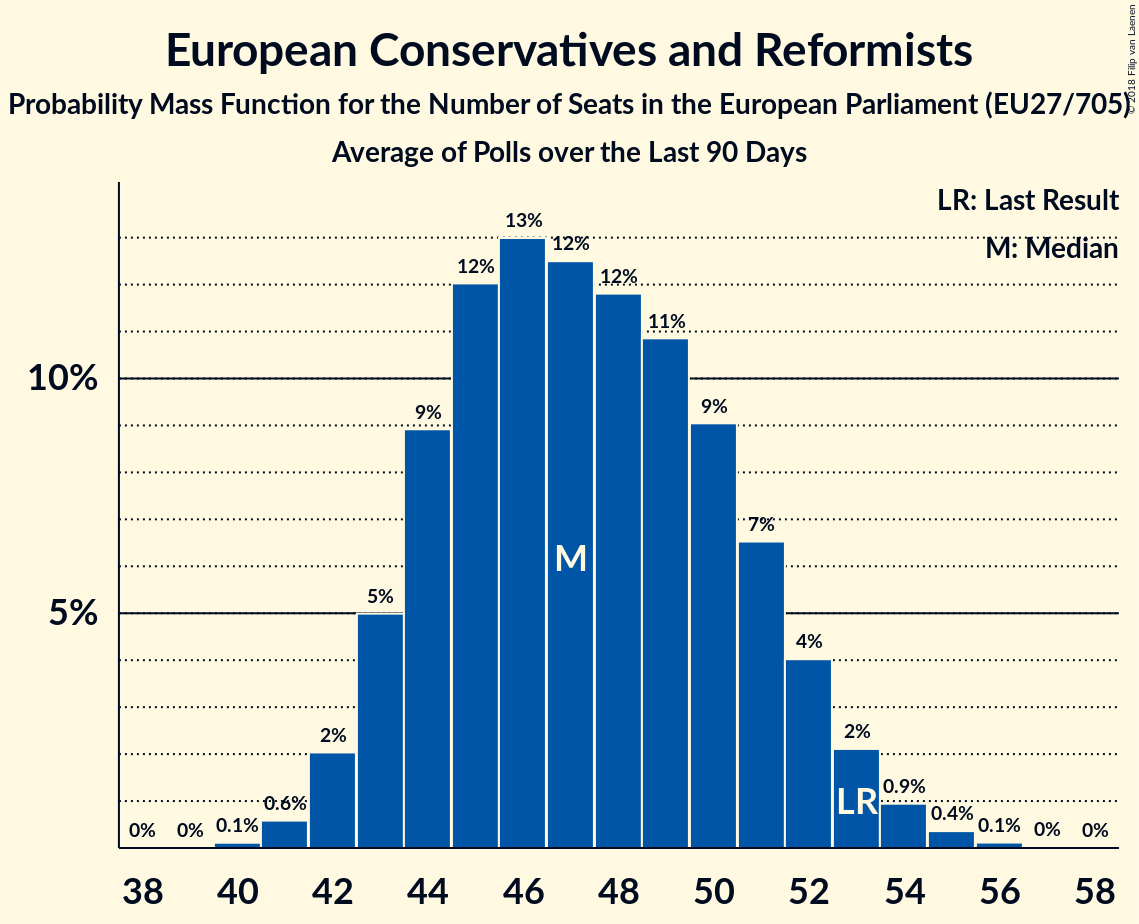 European Conservatives and Reformists
Probability Mass Function for the Number of Seats in the European Parliament (EU27/705)
Average of Polls over the Last 90 Days
© 2018 Filip van Laenen
LR: Last Result
M: Median
13%
12%
12%
12%
11%
10%
9%
9%
7%
M
5%
5%
4%
2%
2%
LR
0.9%
0.6%
0.4%
0%
0%
0.1%
0.1%
0%
0%
38 40 42 44 46 48 50 52 54 56 58